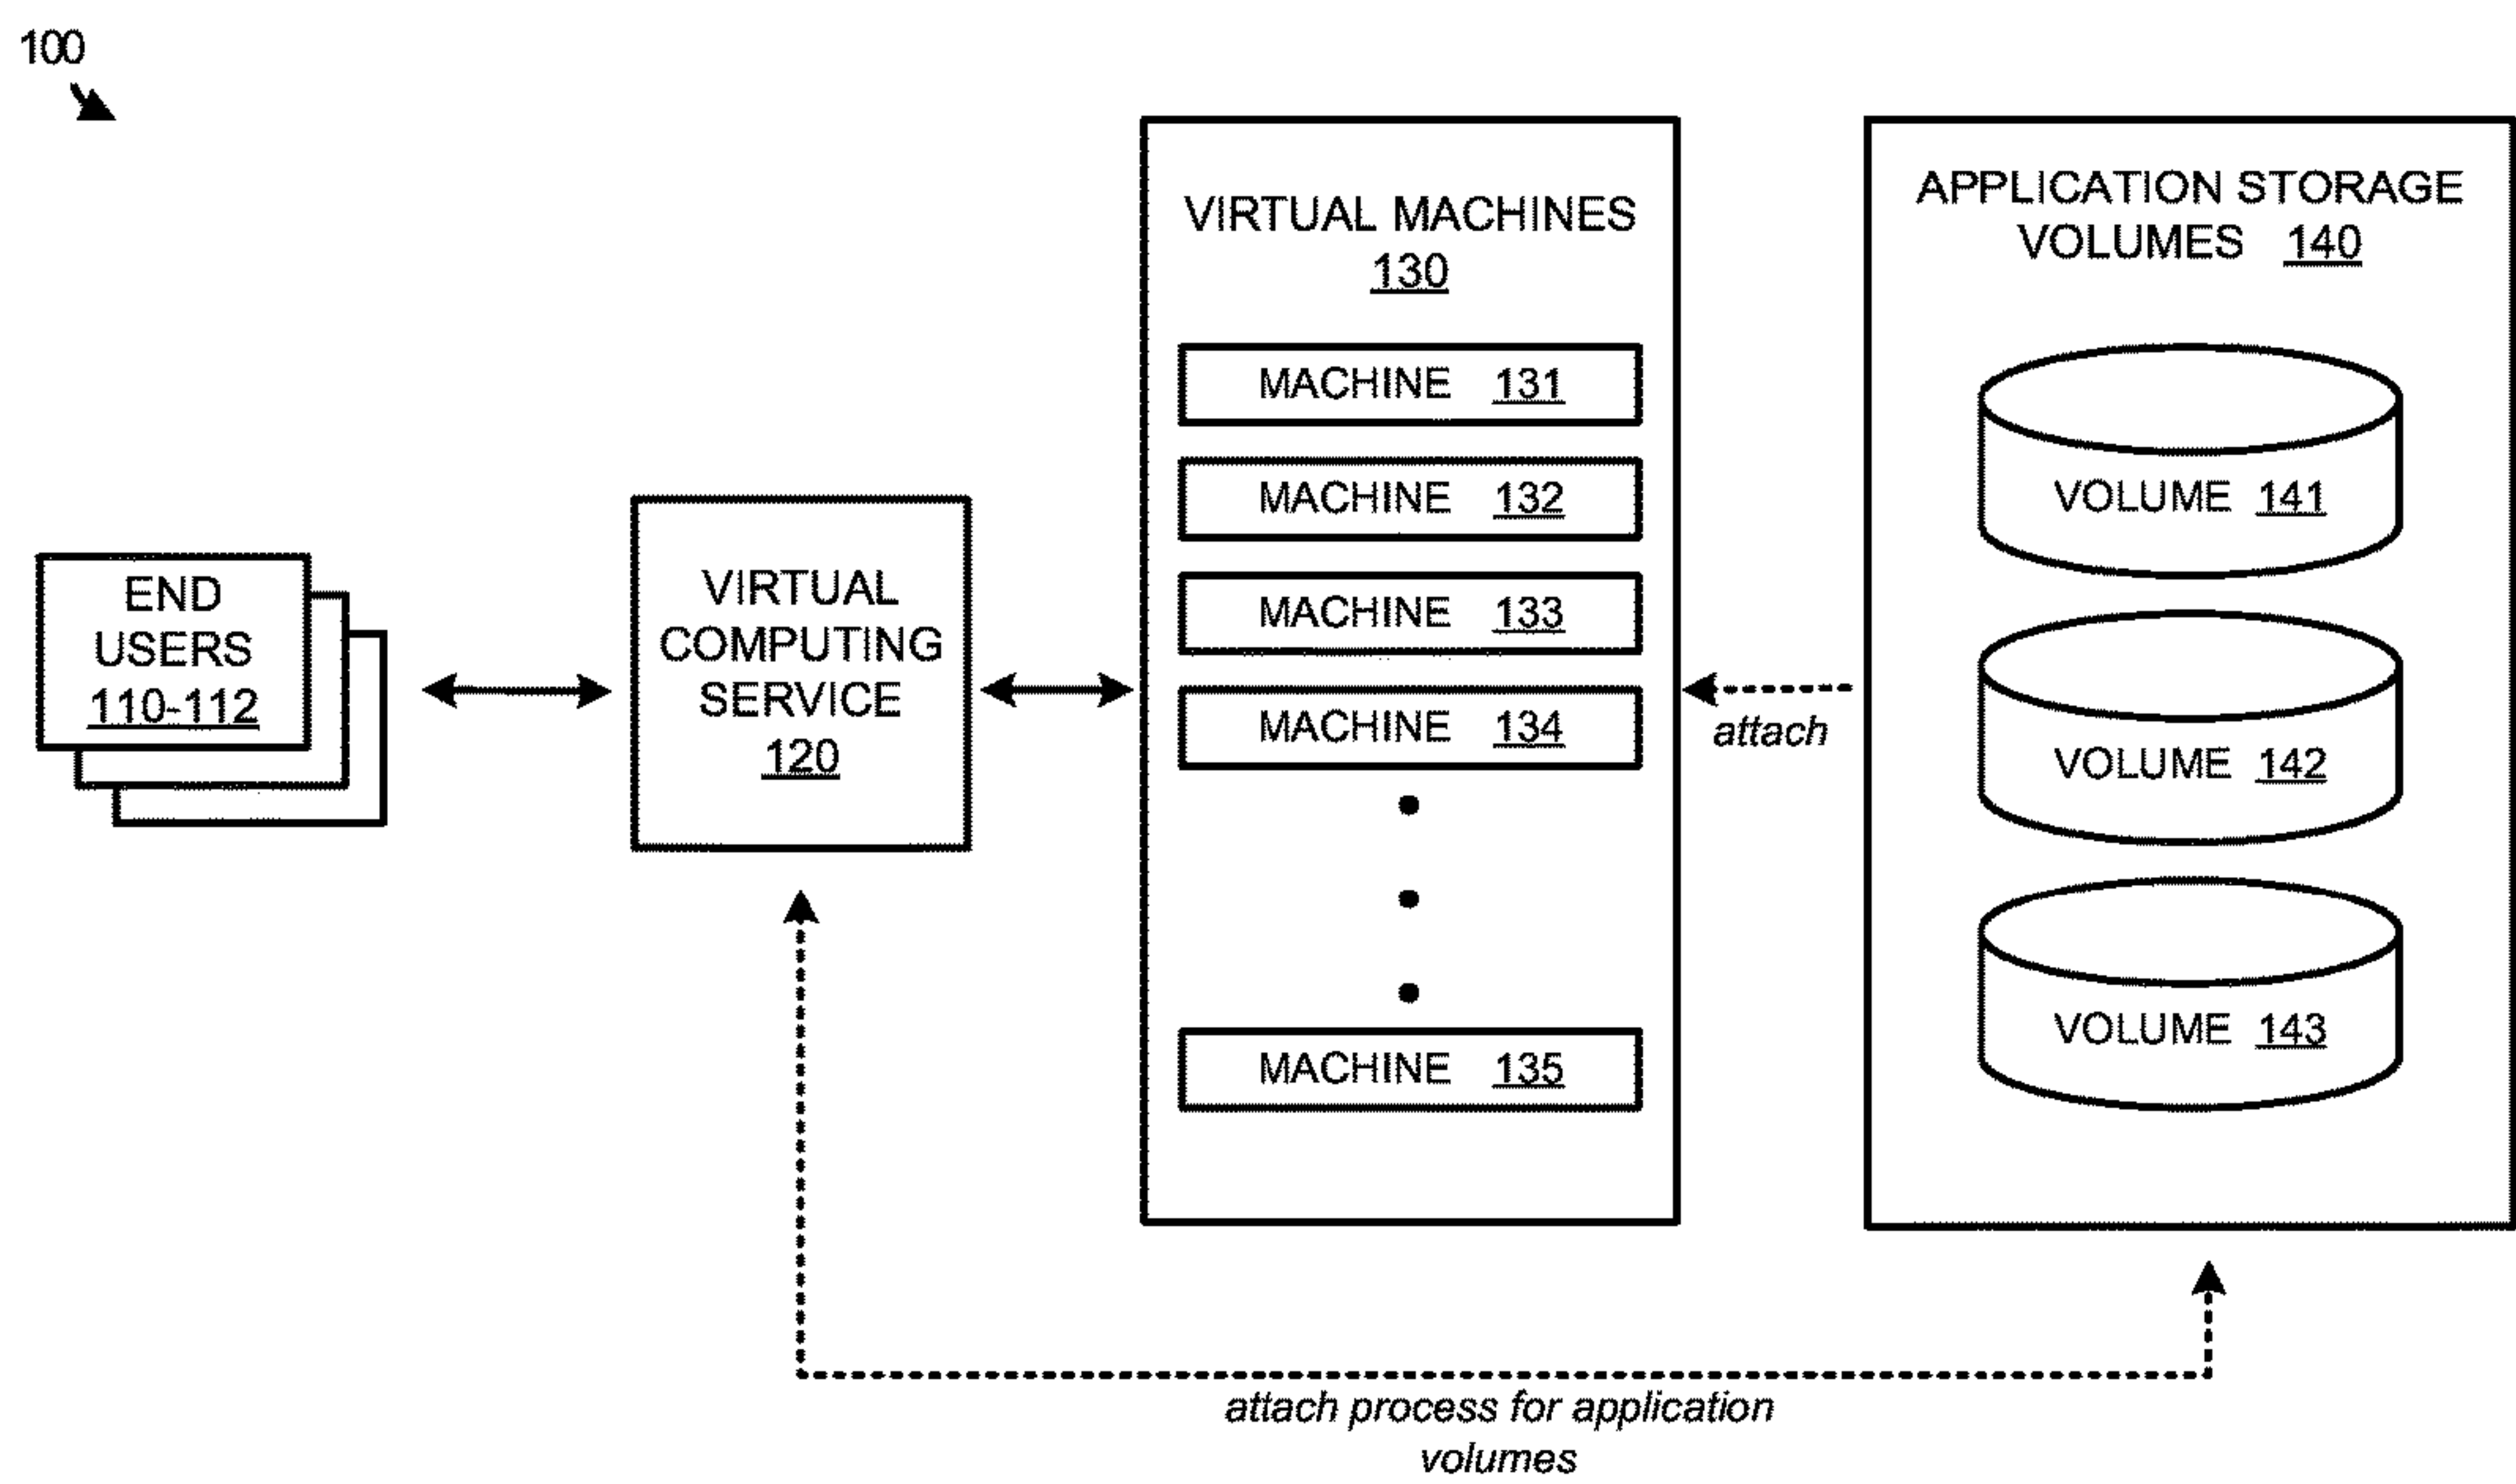 100
END
USERS
110-112
VIRTUAL
COMPUTING
SERVICE
120
VIRTUAL MACHINES
130
MACHINE 131
MACHINE 132
MACHINE 133
MACHINE 134
MACHINE 135
attach
APPLICATION STORAGE
VOLUMES 140
VOLUME 141
VOLUME 142
VOLUME 143
attach process for application
volumes